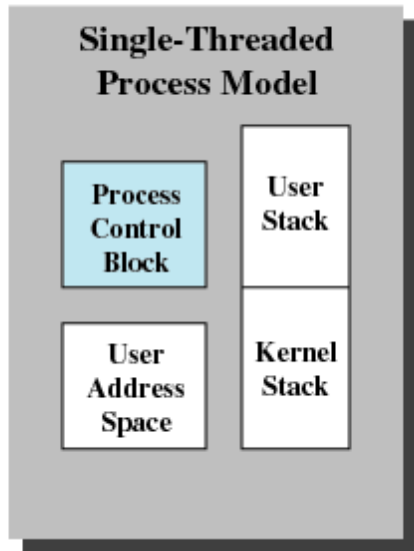 Single-Threaded
Process Model
Process
Control
Block
User
Stack
User
Address
Space
Kernel
Stack